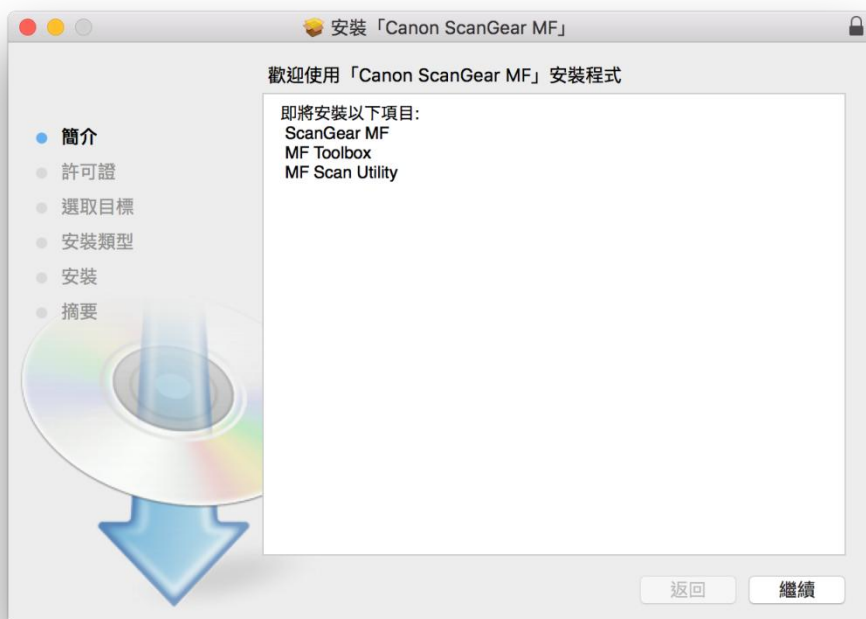 安裝「Canon ScanGear MF」
歡迎使用「Canon ScanGear MF」安裝程式
簡介
許可證
選取目標
安裝類型
安裝
摘要
即將安裝以下項目:
ScanGear MF
MF Toolbox
MF Scan Utility
返回
繼續